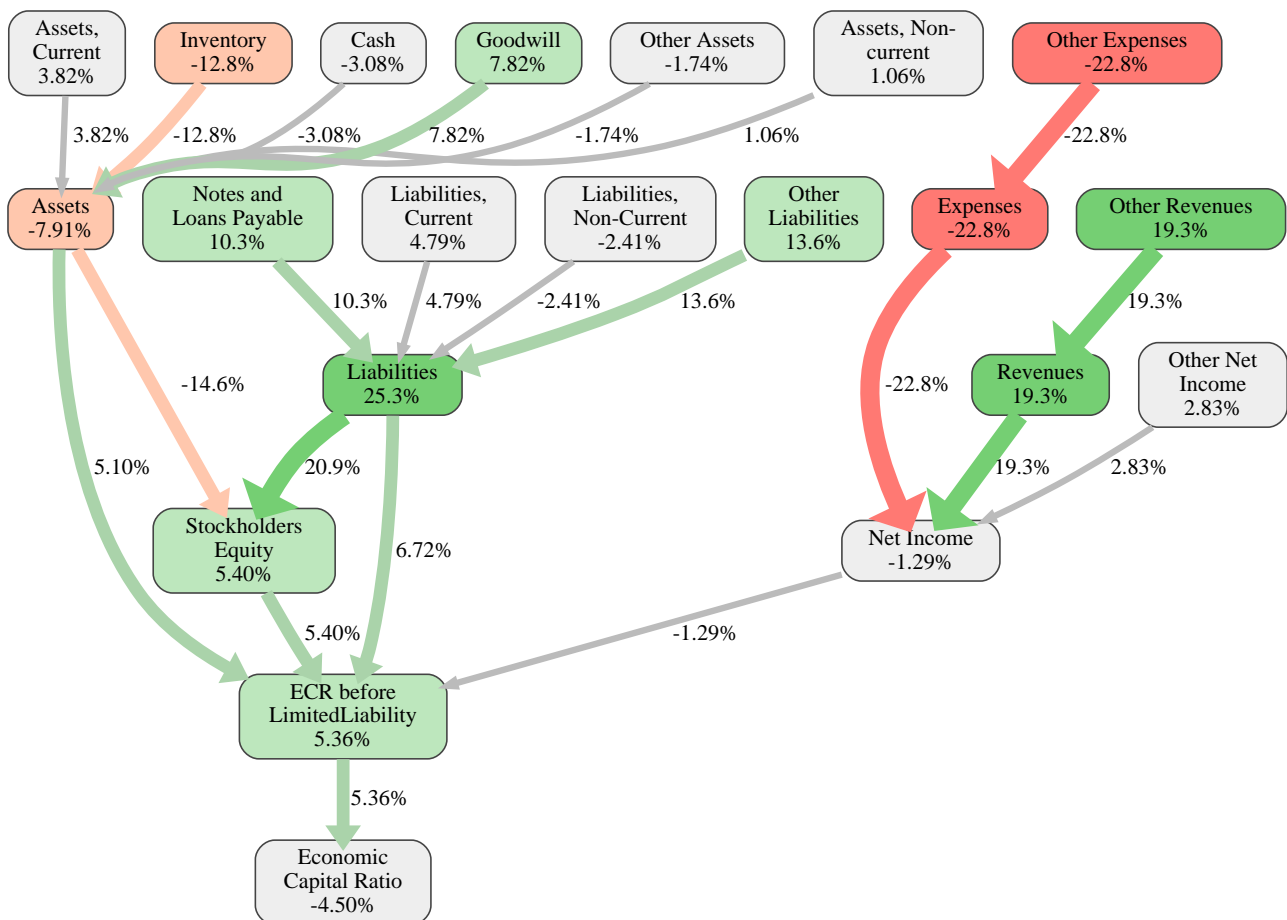 Assets,
Current
3.82%
Inventory
-12.8%
Cash
-3.08%
Goodwill
7.82%
Other Assets
-1.74%
Assets, Non-
current
1.06%
Other Expenses
-22.8%
3.82%
-12.8%
-3.08%
7.82%
-1.74%
1.06%
-22.8%
Assets
-7.91%
Notes and
Loans Payable
10.3%
Liabilities,
Current
4.79%
Liabilities,
Non-Current
-2.41%
Other
Liabilities
13.6%
Expenses
-22.8%
Other Revenues
19.3%
10.3%
4.79%
-2.41%
13.6%
19.3%
Liabilities
25.3%
Revenues
19.3%
Other Net
Income
2.83%
-14.6%
-22.8%
5.10%
20.9%
19.3%
2.83%
Stockholders
Equity
5.40%
6.72%
Net Income
-1.29%
5.40%
-1.29%
ECR before
LimitedLiability
5.36%
5.36%
Economic
Capital Ratio
-4.50%